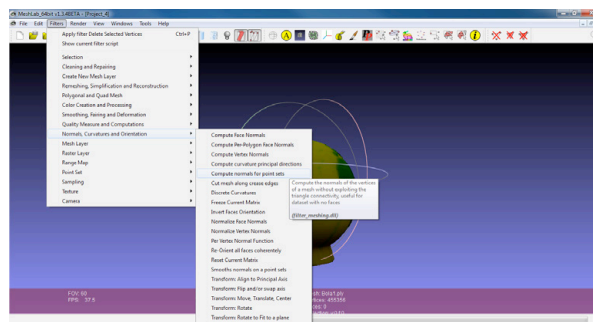 MeshLab_64bit v1.3.4BETA - [Project_4]
File Edit Filters Render View Windows Tools Help
Apply filter Delete Selected Vertices Ctrl+P
Show current filter script
Selection
Cleaning and Repairing
Create New Mesh Layer
Remeshing, Simplification and Reconstruction
Polygonal and Quad Mesh
Color Creation and Processing
Smoothing, Fairing and Deformation
Quality Measure and Computations
Normals, Curvatures and Orientation
Mesh Layer
Raster Layer
Range Map
Point Set
Sampling
Texture
Camera
Compute Face Normals
Compute Per-Polygon Face Normals
Compute Vertex Normals
Compute curvature principal directions
Compute normals for point sets
Cut mesh along crease edges
Discrete Curvatures
Freeze Current Matrix
Invert Faces Orientation
Normalize Face Normals
Normalize Vertex Normals
Per Vertex Normal Function
Re-Orient all faces coherently
Reset Current Matrix
Smooths normals on a point sets
Transform: Align to Principal Axis
Transform: Flip and/or swap axis
Transform: Move, Translate, Center
Transform: Rotate
Transform: Rotate to Fit to a plane
Compute the normals of the vertices
of a mesh without exploiting the
triangle connectivity, useful for
dataset with no faces
(filter_meshing.dll)
FOV: 60
FPS: 37.5